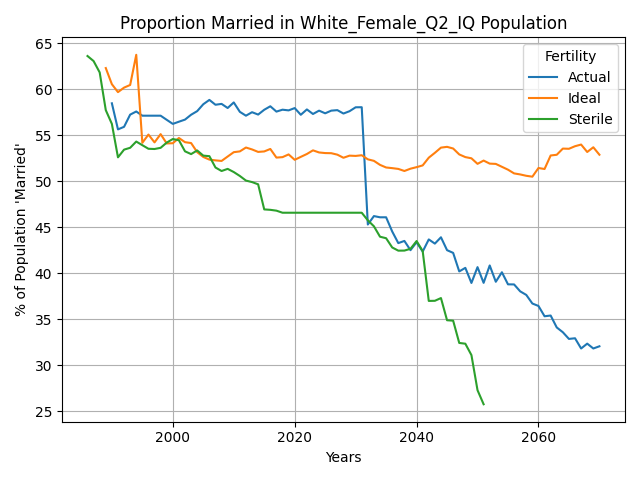 Proportion Married in White_Female_Q2_IQ Population
65
60
55
50
45
40
35
30
25
% of Population 'Married'
Fertility
Actual
Ideal
Sterile
2000
2020
2040
2060
Years